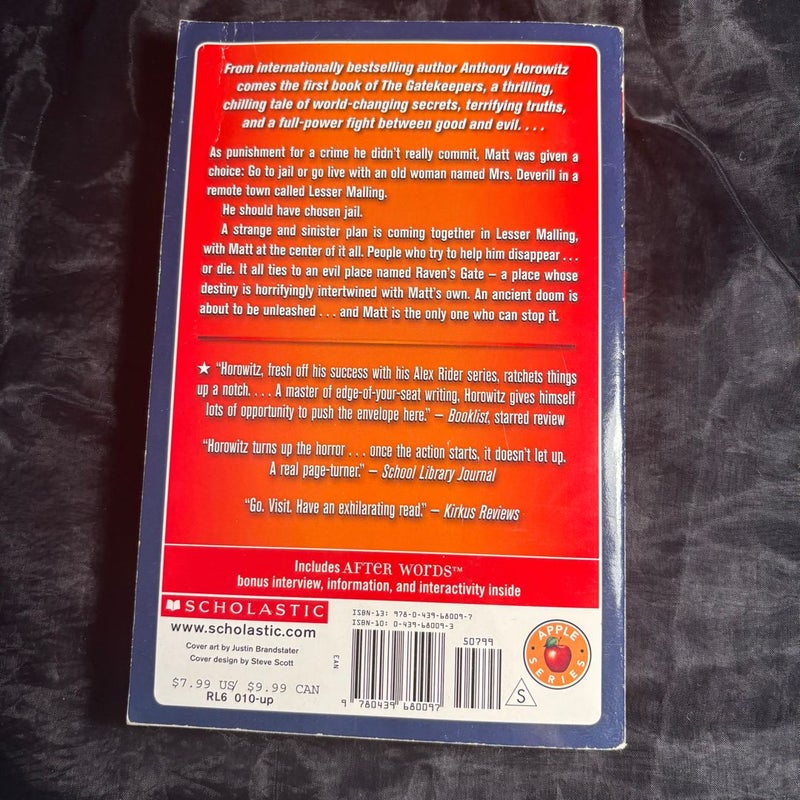 From internationally bestselling author Anthony Horowitz
comes the first book of The Gatekeepers, a thrilling,
chilling tale of world-changing secrets, terrifying truths,
and a full-power fight between good and evil. . . .
As punishment for a crime he didn't really commit, Matt was given a
choice: Go to jail or go live with an old woman named Mrs. Deverill in a
remote town called Lesser Malling.
He should have chosen jail.
A strange and sinister plan is coming together in Lesser Malling,
with Matt at the center of it all. People who try to help him disappear . . .
or die. It all ties to an evil place named Raven's Gate — a place whose
destiny is horrifyingly intertwined with Matt's own. An ancient doom is
about to be unleashed . . . and Matt is the only one who can stop it.
★ “Horowitz, fresh off his success with his Alex Rider series, ratchets things
up a notch. . . . A master of edge-of-your-seat writing, Horowitz gives himself
lots of opportunity to push the envelope here.” — Booklist, starred review
“Horowitz turns up the horror . . . once the action starts, it doesn't let up.
A real page-turner.” — School Library Journal
“Go. Visit. Have an exhilarating read.” — Kirkus Reviews
Includes AFTER WORDS™
bonus interview, information, and interactivity inside
SCHOLASTIC
www.scholastic.com
Cover art by Justin Brandstater
Cover design by Steve Scott
$7.99 US/ $9.99 CAN
RL6 010-up
ISBN-13: 978-0-439-68009-7
ISBN-10: 0-439-68009-3
50799
EAN
9 780439 680097
S
APPLE
SERIES